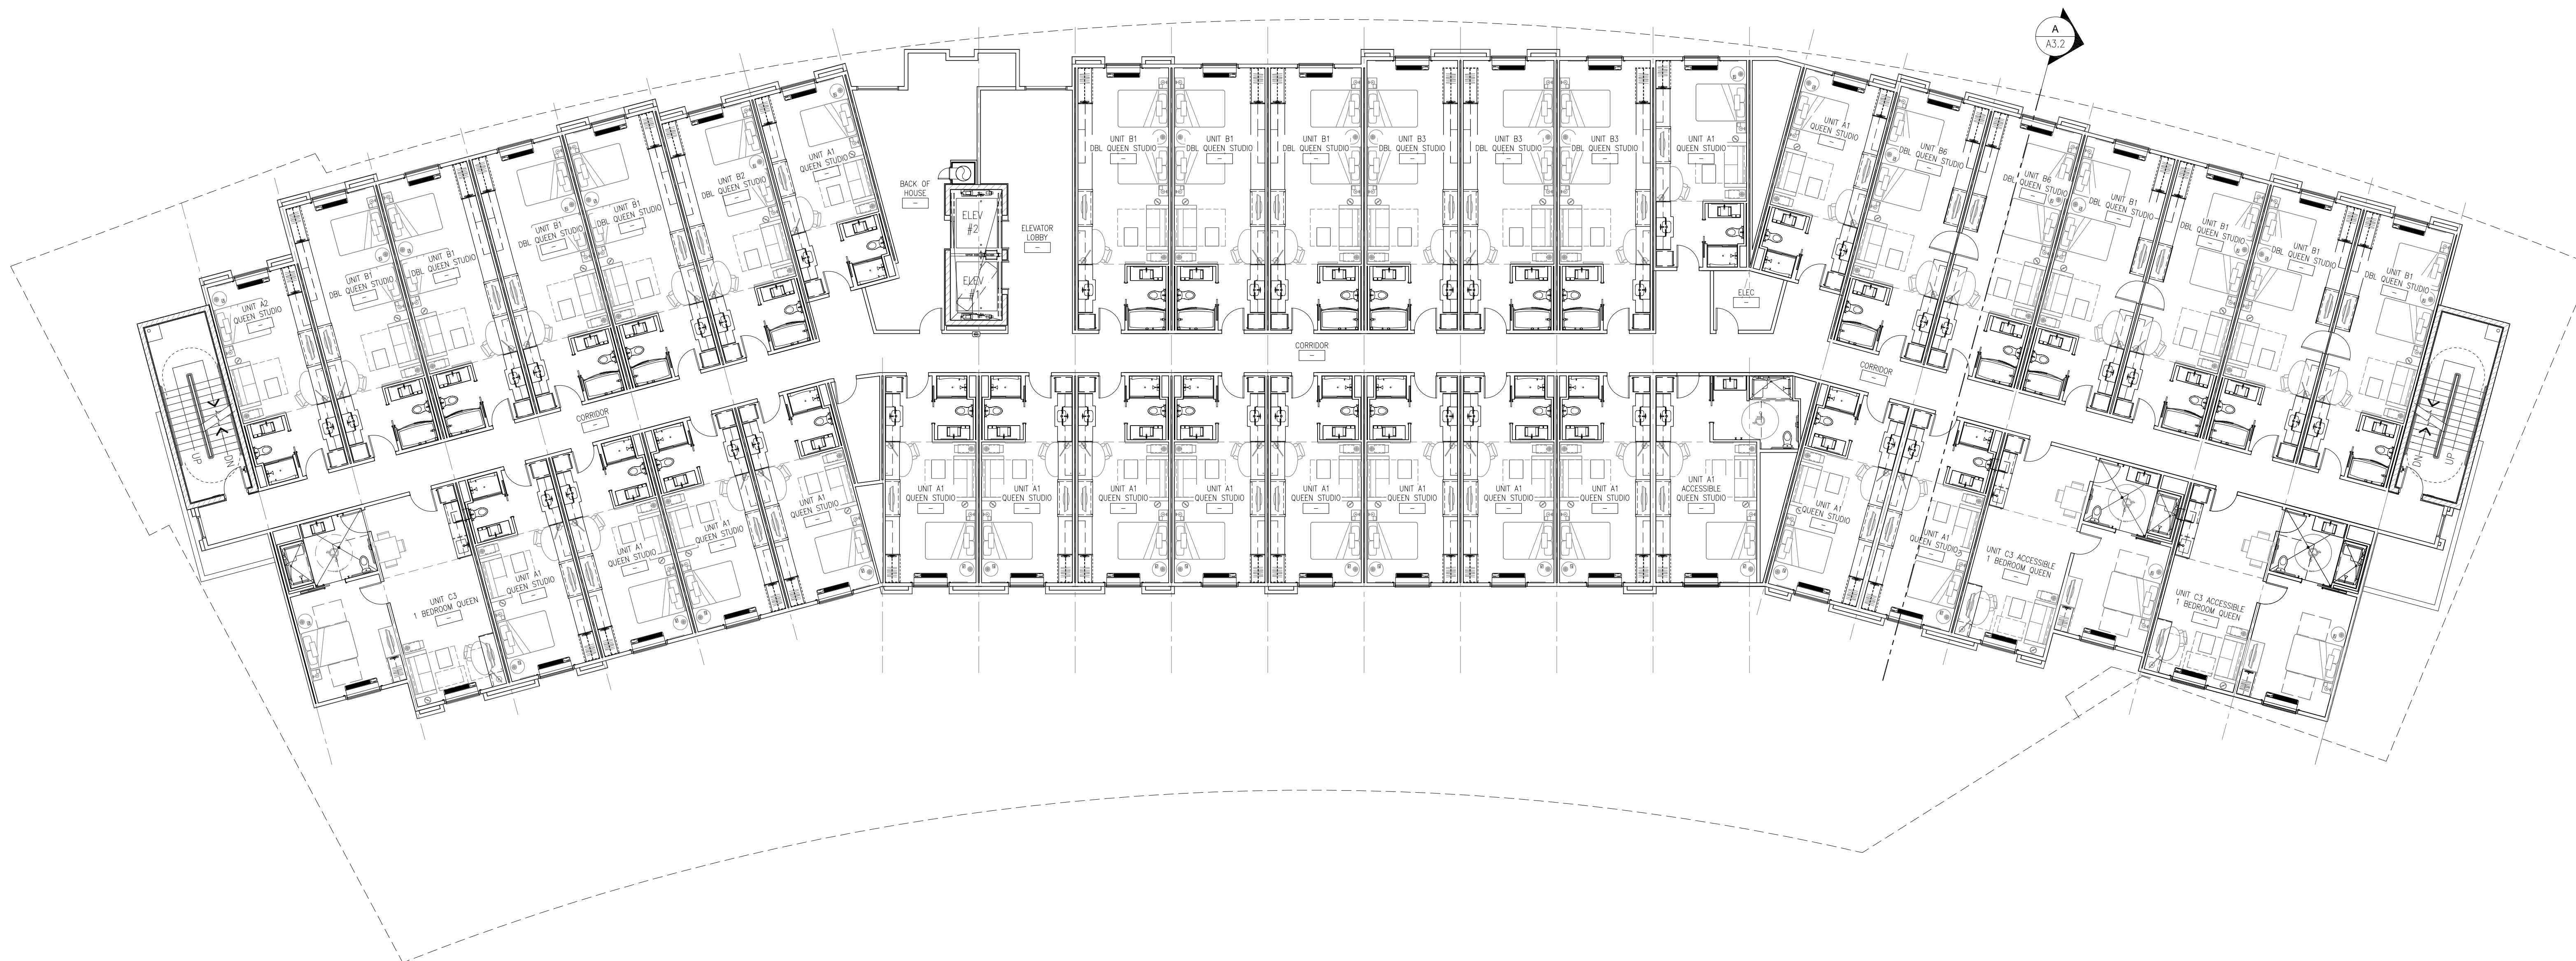 A
A3.2
UNIT A2
QUEEN STUDIO
–
UNIT B1
DBL QUEEN STUDIO
–
UNIT B1
DBL QUEEN STUDIO
–
UNIT B1
DBL QUEEN STUDIO
–
UNIT B1
DBL QUEEN STUDIO
–
UNIT B2
DBL QUEEN STUDIO
–
UNIT A1
QUEEN STUDIO
–
BACK OF
HOUSE
–
ELEV
#2
ELEV
#1
ELEVATOR
LOBBY
–
UNIT B1
DBL QUEEN STUDIO
–
UNIT B1
DBL QUEEN STUDIO
–
UNIT B1
DBL QUEEN STUDIO
–
UNIT B3
DBL QUEEN STUDIO
–
UNIT B3
DBL QUEEN STUDIO
–
UNIT B3
DBL QUEEN STUDIO
–
UNIT A1
QUEEN STUDIO
–
ELEC
–
UNIT A1
QUEEN STUDIO
–
UNIT B6
DBL QUEEN STUDIO
–
UNIT B6
DBL QUEEN STUDIO
–
UNIT B1
DBL QUEEN STUDIO
–
UNIT B1
DBL QUEEN STUDIO
–
UNIT B1
DBL QUEEN STUDIO
–
UNIT B1
DBL QUEEN STUDIO
–
UP
DN
CORRIDOR
–
CORRIDOR
–
CORRIDOR
–
DN
UP
UNIT C3
1 BEDROOM QUEEN
–
UNIT A1
QUEEN STUDIO
–
UNIT A1
QUEEN STUDIO
–
UNIT A1
QUEEN STUDIO
–
UNIT A1
QUEEN STUDIO
–
UNIT A1
QUEEN STUDIO
–
UNIT A1
QUEEN STUDIO
–
UNIT A1
QUEEN STUDIO
–
UNIT A1
QUEEN STUDIO
–
UNIT A1
QUEEN STUDIO
–
UNIT A1
QUEEN STUDIO
–
UNIT A1
QUEEN STUDIO
–
UNIT A1
QUEEN STUDIO
–
UNIT A1
ACCESSIBLE
QUEEN STUDIO
–
UNIT A1
QUEEN STUDIO
–
UNIT A1
QUEEN STUDIO
–
UNIT C3 ACCESSIBLE
1 BEDROOM QUEEN
–
UNIT C3 ACCESSIBLE
1 BEDROOM QUEEN
–